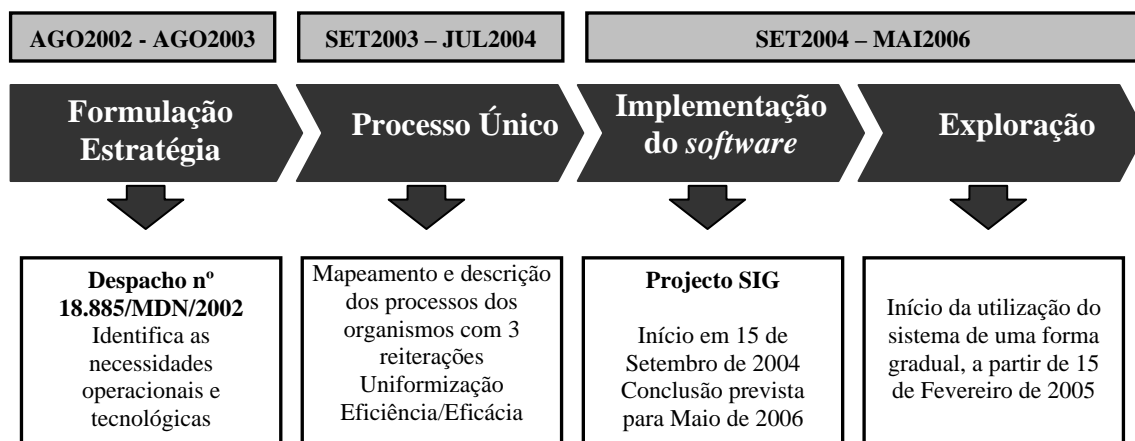 AGO2002 - AGO2003
SET2003 – JUL2004
SET2004 – MAI2006
Formulação
Estratégia
Processo Único
Implementação
do software
Exploração
Despacho nº
18.885/MDN/2002
Identifica as
necessidades
operacionais e
tecnológicas
Mapeamento e descrição
dos processos dos
organismos com 3
reiterações
Uniformização
Eficiência/Eficácia
Projecto SIG
Início em 15 de
Setembro de 2004
Conclusão prevista
para Maio de 2006
Início da utilização do
sistema de uma forma
gradual, a partir de 15
de Fevereiro de 2005